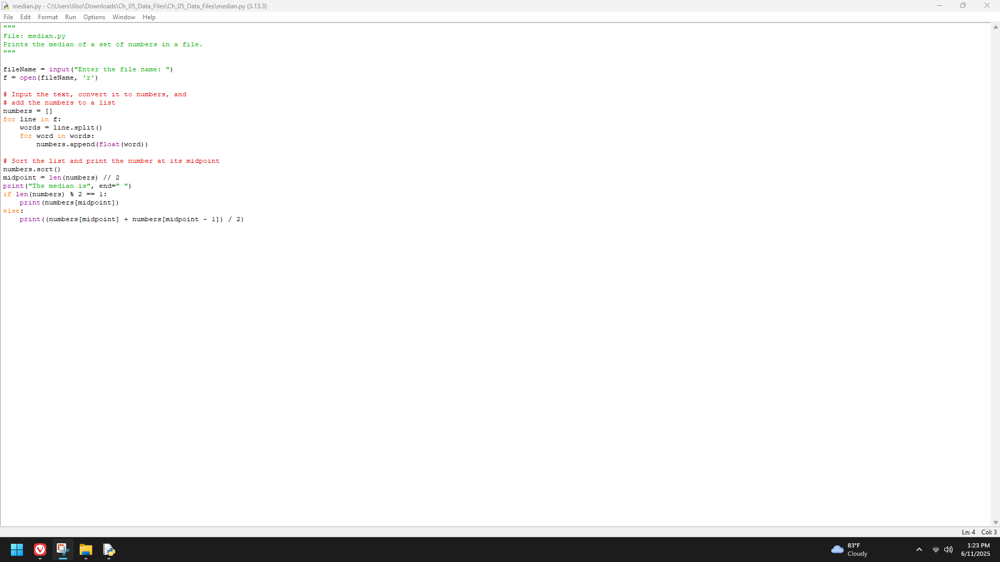 median.py - C:\Users\lilso\Downloads\Ch_05_Data_Files\Ch_05_Data_Files\median.py (3.13.3)
File Edit Format Run Options Window Help
"""
File: median.py
Prints the median of a set of numbers in a file.
"""
fileName = input("Enter the file name: ")
f = open(fileName, 'r')
# Input the text, convert it to numbers, and
# add the numbers to a list
numbers = []
for line in f:
    words = line.split()
    for word in words:
        numbers.append(float(word))
# Sort the list and print the number at its midpoint
numbers.sort()
midpoint = len(numbers) // 2
print("The median is", end=" ")
if len(numbers) % 2 == 1:
    print(numbers[midpoint])
else:
    print((numbers[midpoint] + numbers[midpoint - 1]) / 2)
Ln: 4 Col: 3
83°F
Cloudy
1:23 PM
6/11/2025